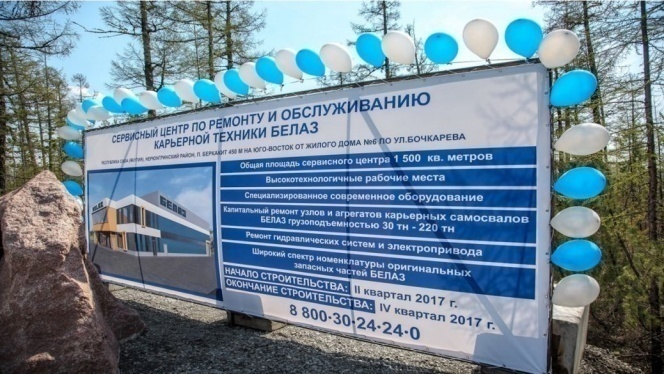 СЕРВИСНЫЙ ЦЕНТР ПО РЕМОНТУ И ОБСЛУЖИВАНИЮ
КАРЬЕРНОЙ ТЕХНИКИ БЕЛАЗ
РЕСПУБЛИКА САХА (ЯКУТИЯ), НЕРЮНГРИНСКИЙ РАЙОН, П. БЕРКАКИТ 450 М НА ЮГО-ВОСТОК ОТ ЖИЛОГО ДОМА №6 ПО УЛ.БОЧКАРЕВА
Общая площадь сервисного центра 1 500 кв. метров
Высокотехнологичные рабочие места
Специализированное современное оборудование
Капитальный ремонт узлов и агрегатов карьерных самосвалов
БЕЛАЗ грузоподъемностью 30 тн - 220 тн
Ремонт гидравлических систем и электропривода
Широкий спектр номенклатуры оригинальных
запасных частей БЕЛАЗ
БЕЛАЗ
НАЧАЛО СТРОИТЕЛЬСТВА: II квартал 2017 г.
ОКОНЧАНИЕ СТРОИТЕЛЬСТВА: IV квартал 2017 г.
8 800-30-24-24-0